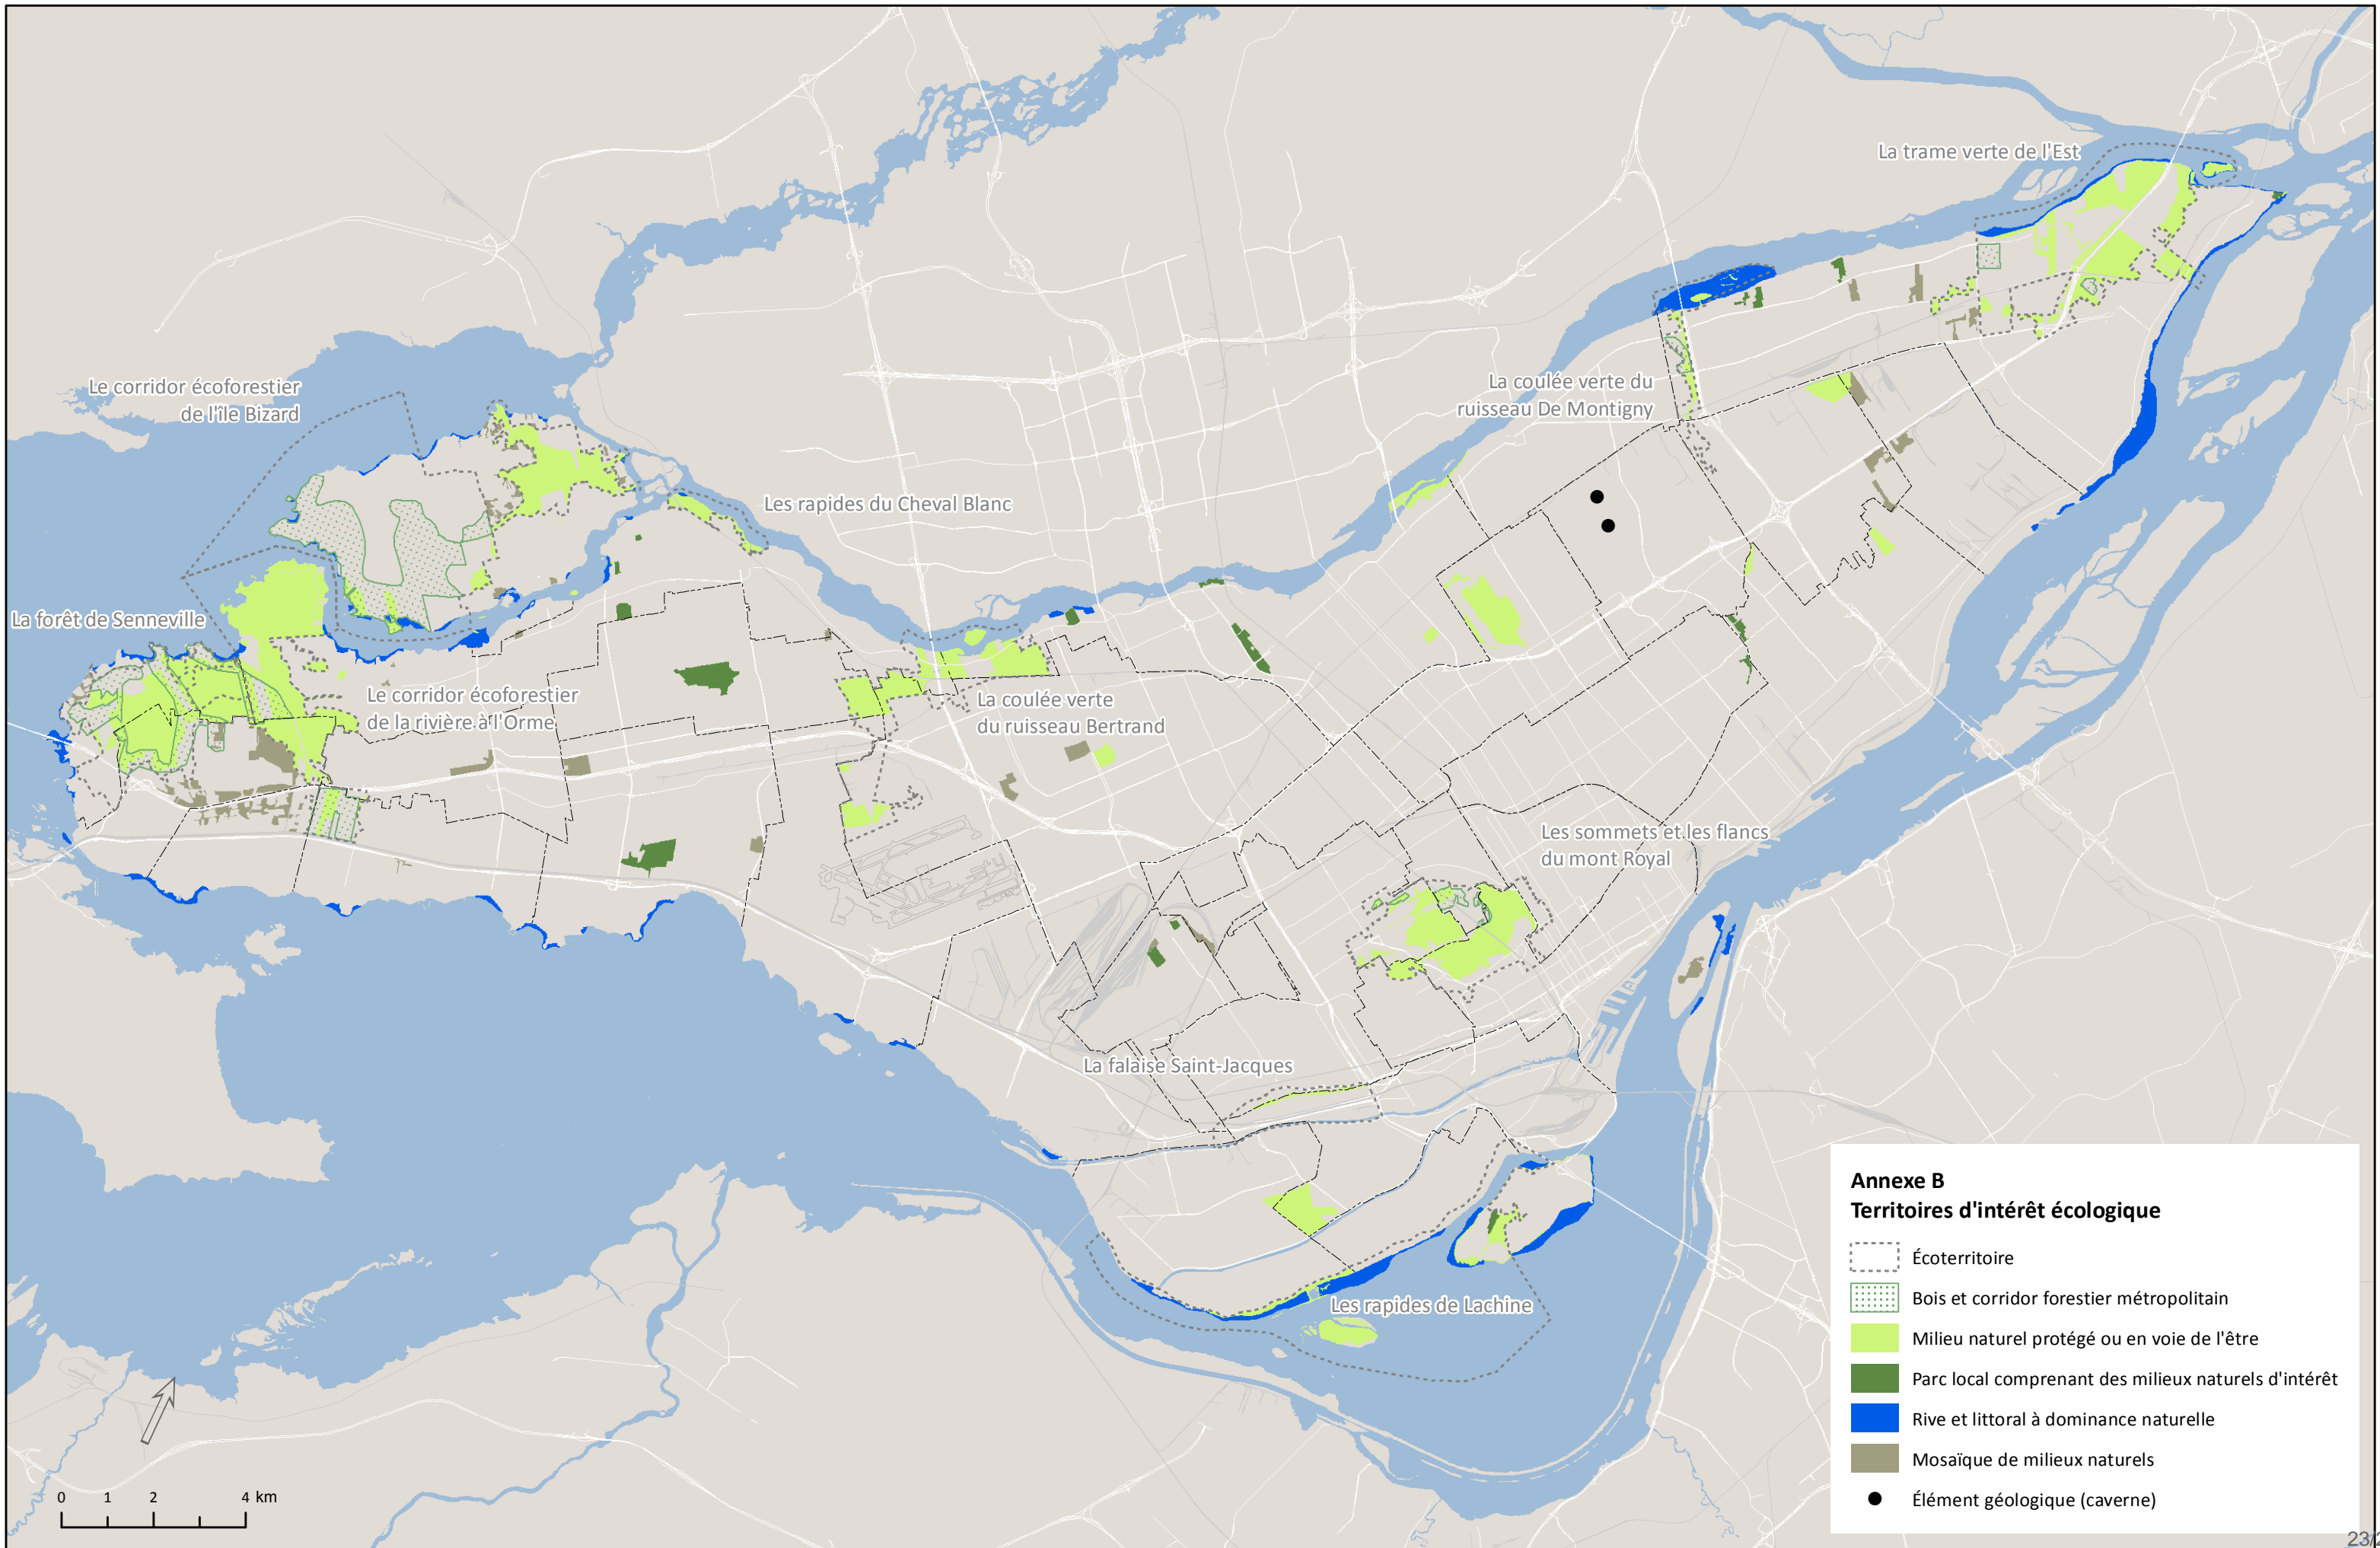 La trame verte de l'Est
Le corridor écoforestier
de l'île Bizard
La coulée verte du
ruisseau De Montigny
Les rapides du Cheval Blanc
La forêt de Senneville
Le corridor écoforestier
de la rivière à l'Orme
La coulée verte
du ruisseau Bertrand
Les sommets et les flancs
du mont Royal
La falaise Saint-Jacques
Les rapides de Lachine
Annexe B
Territoires d'intérêt écologique
Écoterritoire
Bois et corridor forestier métropolitain
Milieu naturel protégé ou en voie de l'être
Parc local comprenant des milieux naturels d'intérêt
Rive et littoral à dominance naturelle
Mosaïque de milieux naturels
Élément géologique (caverne)
0 1 2 4 km